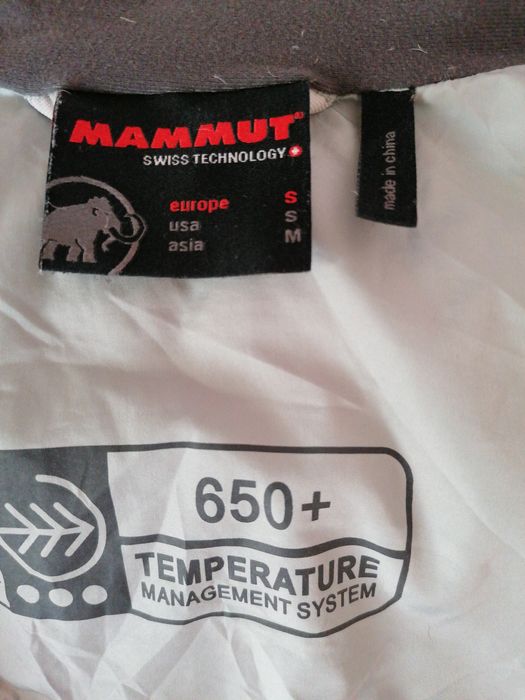 MAMMUT®
SWISS TECHNOLOGY
europe S
usa S
asia M
made in china
650+
TEMPERATURE
MANAGEMENT SYSTEM